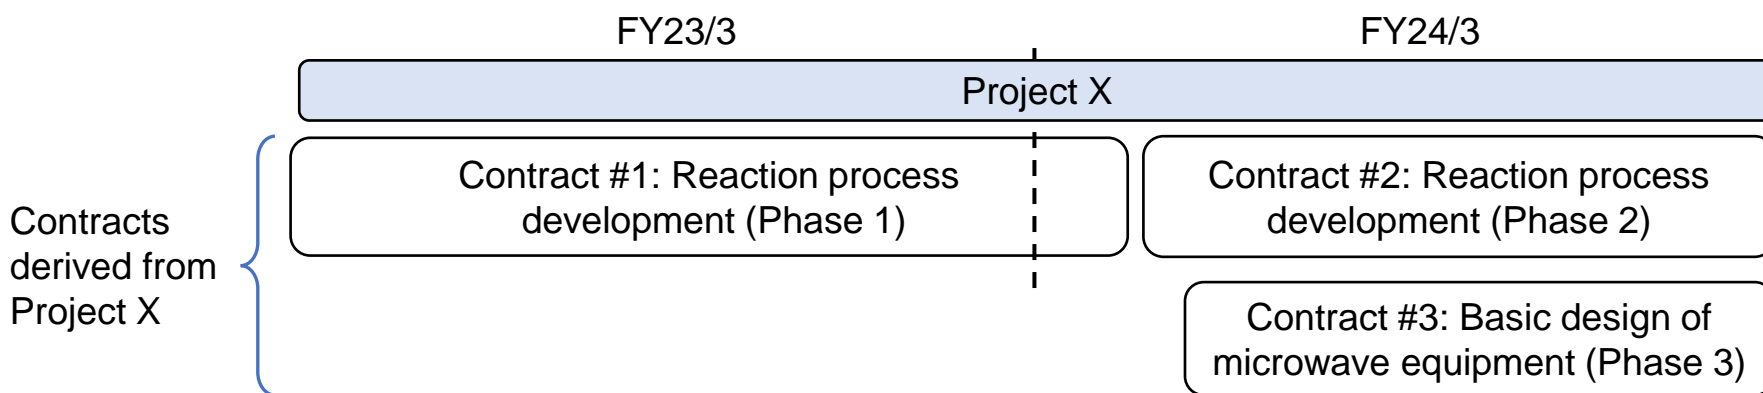 FY23/3
FY24/3
Project X
Contracts
derived from
Project X
Contract #1: Reaction process
development (Phase 1)
Contract #2: Reaction process
development (Phase 2)
Contract #3: Basic design of
microwave equipment (Phase 3)